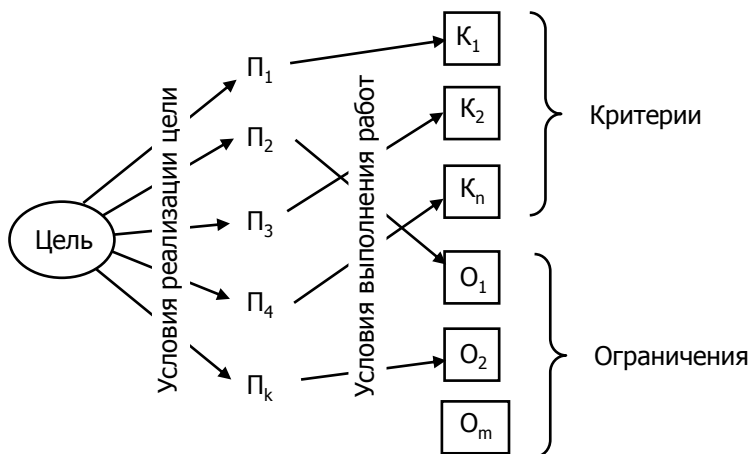 Цель
Условия реализации цели
П₁
П₂
П₃
П₄
Пₖ
Условия выполнения работ
К₁
К₂
Кₙ
О₁
О₂
Оₘ
Критерии
Ограничения